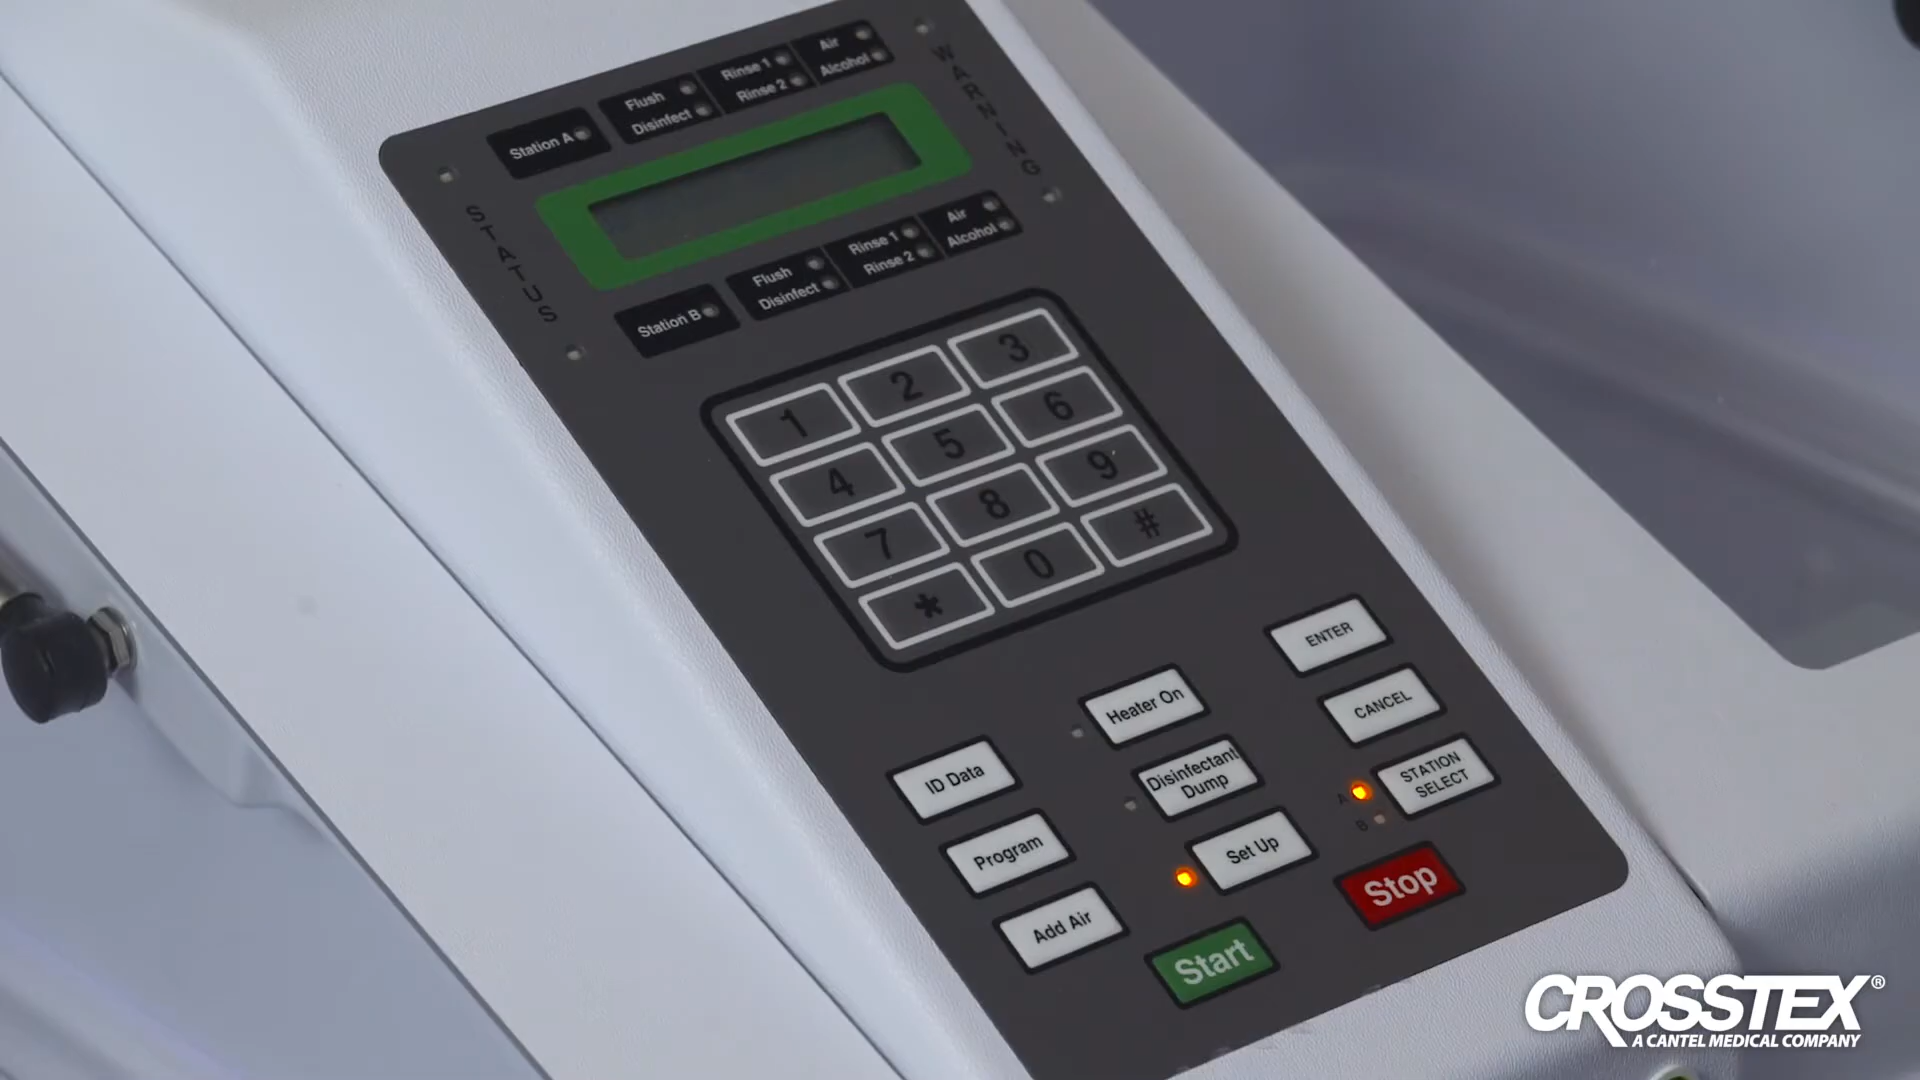 Station A
Flush
Disinfect
Rinse 1
Rinse 2
Air
Alcohol
WARNING
STATUS
Station B
Flush
Disinfect
Rinse 1
Rinse 2
Air
Alcohol
1 2 3
4 5 6
7 8 9
* 0 #
ENTER
CANCEL
STATION
SELECT
A
B
Heater On
Disinfectant
Dump
Set Up
ID Data
Program
Add Air
Start
Stop
CROSSTEX®
A CANTEL MEDICAL COMPANY